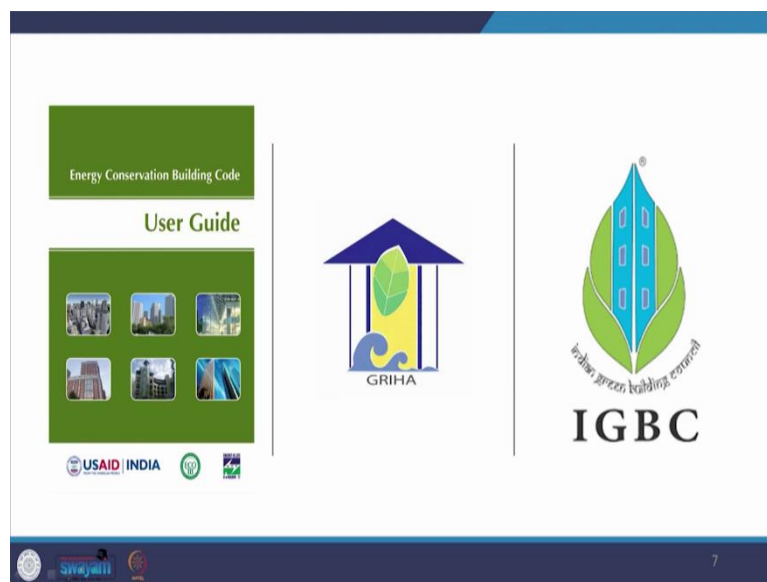 Energy Conservation Building Code
User Guide
USAID | INDIA
GRIHA
®
indian green building council
IGBC
swayam
7